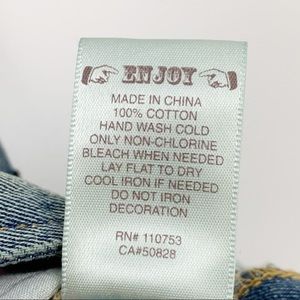 ENJOY
MADE IN CHINA
100% COTTON
HAND WASH COLD
ONLY NON-CHLORINE
BLEACH WHEN NEEDED
LAY FLAT TO DRY
COOL IRON IF NEEDED
DO NOT IRON
DECORATION
RN# 110753
CA#50828